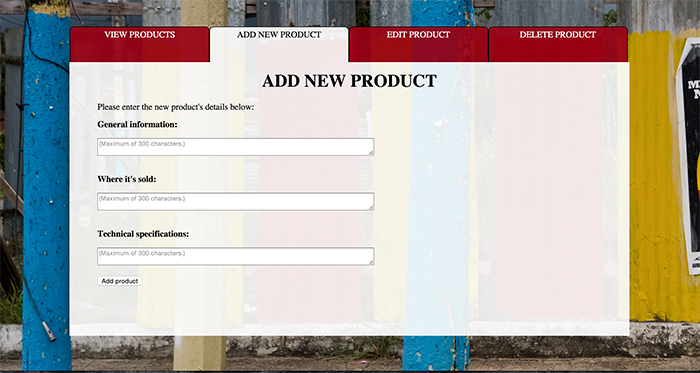 VIEW PRODUCTS
ADD NEW PRODUCT
EDIT PRODUCT
DELETE PRODUCT
ADD NEW PRODUCT
Please enter the new product's details below:
General information:
(Maximum of 300 characters.)
Where it's sold:
(Maximum of 300 characters.)
Technical specifications:
(Maximum of 300 characters.)
Add product